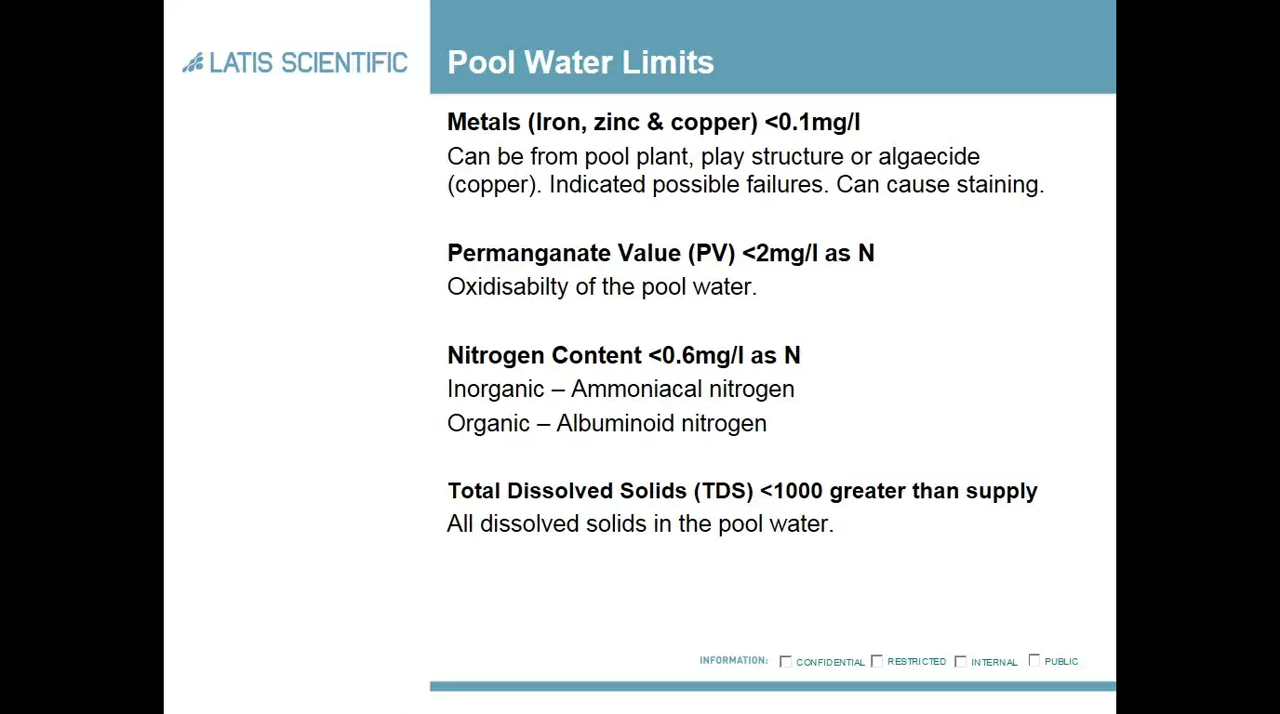 LATIS SCIENTIFIC
Pool Water Limits
Metals (Iron, zinc & copper) <0.1mg/l
Can be from pool plant, play structure or algaecide
(copper). Indicated possible failures. Can cause staining.
Permanganate Value (PV) <2mg/l as N
Oxidisabilty of the pool water.
Nitrogen Content <0.6mg/l as N
Inorganic – Ammoniacal nitrogen
Organic – Albuminoid nitrogen
Total Dissolved Solids (TDS) <1000 greater than supply
All dissolved solids in the pool water.
INFORMATION: CONFIDENTIAL RESTRICTED INTERNAL PUBLIC